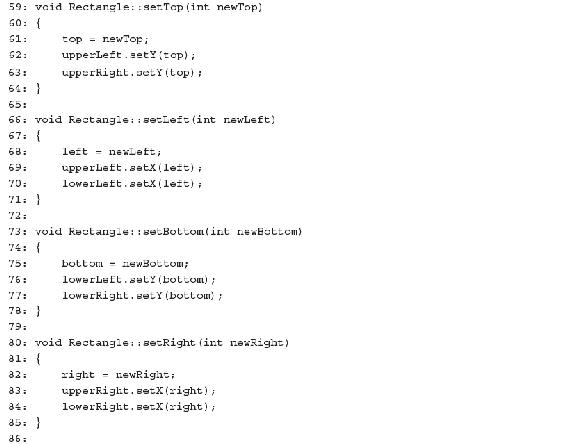 59: void Rectangle::setTop(int newTop)
60: {
61:     top = newTop;
62:     upperLeft.setY(top);
63:     upperRight.setY(top);
64: }
65:
66: void Rectangle::setLeft(int newLeft)
67: {
68:     left = newLeft;
69:     upperLeft.setX(left);
70:     lowerLeft.setX(left);
71: }
72:
73: void Rectangle::setBottom(int newBottom)
74: {
75:     bottom = newBottom;
76:     lowerLeft.setY(bottom);
77:     lowerRight.setY(bottom);
78: }
79:
80: void Rectangle::setRight(int newRight)
81: {
82:     right = newRight;
83:     upperRight.setX(right);
84:     lowerRight.setX(right);
85: }
86: